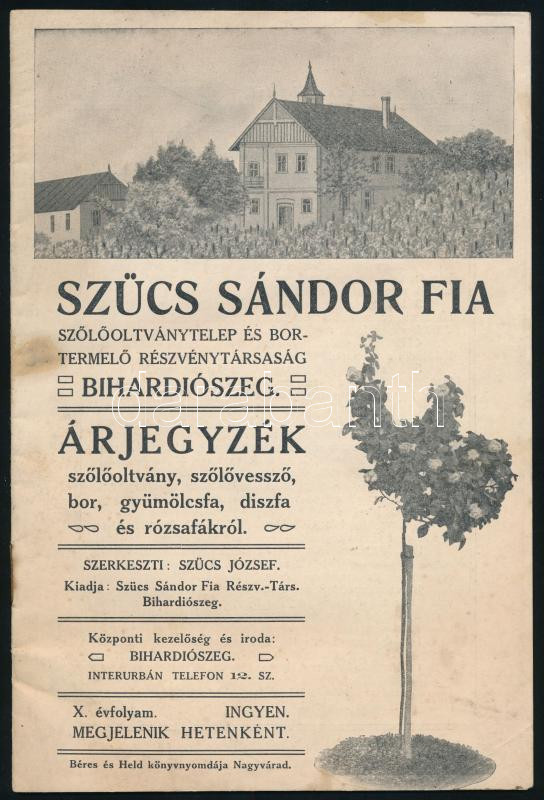 SZÜCS SÁNDOR FIA
SZŐLŐOLTVÁNYTELEP ÉS BOR-
TERMELŐ RÉSZVÉNYTÁRSASÁG
BIHARDIÓSZEG.
darabanth
ÁRJEGYZÉK
szőlőoltvány, szőlővessző,
bor, gyümölcsfa, diszfa
és rózsafákról.
SZERKESZTI: SZÜCS JÓZSEF.
Kiadja: Szücs Sándor Fia Részv.-Társ.
Bihardiószeg.
Központi kezelőség és iroda:
BIHARDIÓSZEG.
INTERURBÁN TELEFON 12. SZ.
X. évfolyam. INGYEN.
MEGJELENIK HETENKÉNT.
Béres és Held könyvnyomdája Nagyvárad.